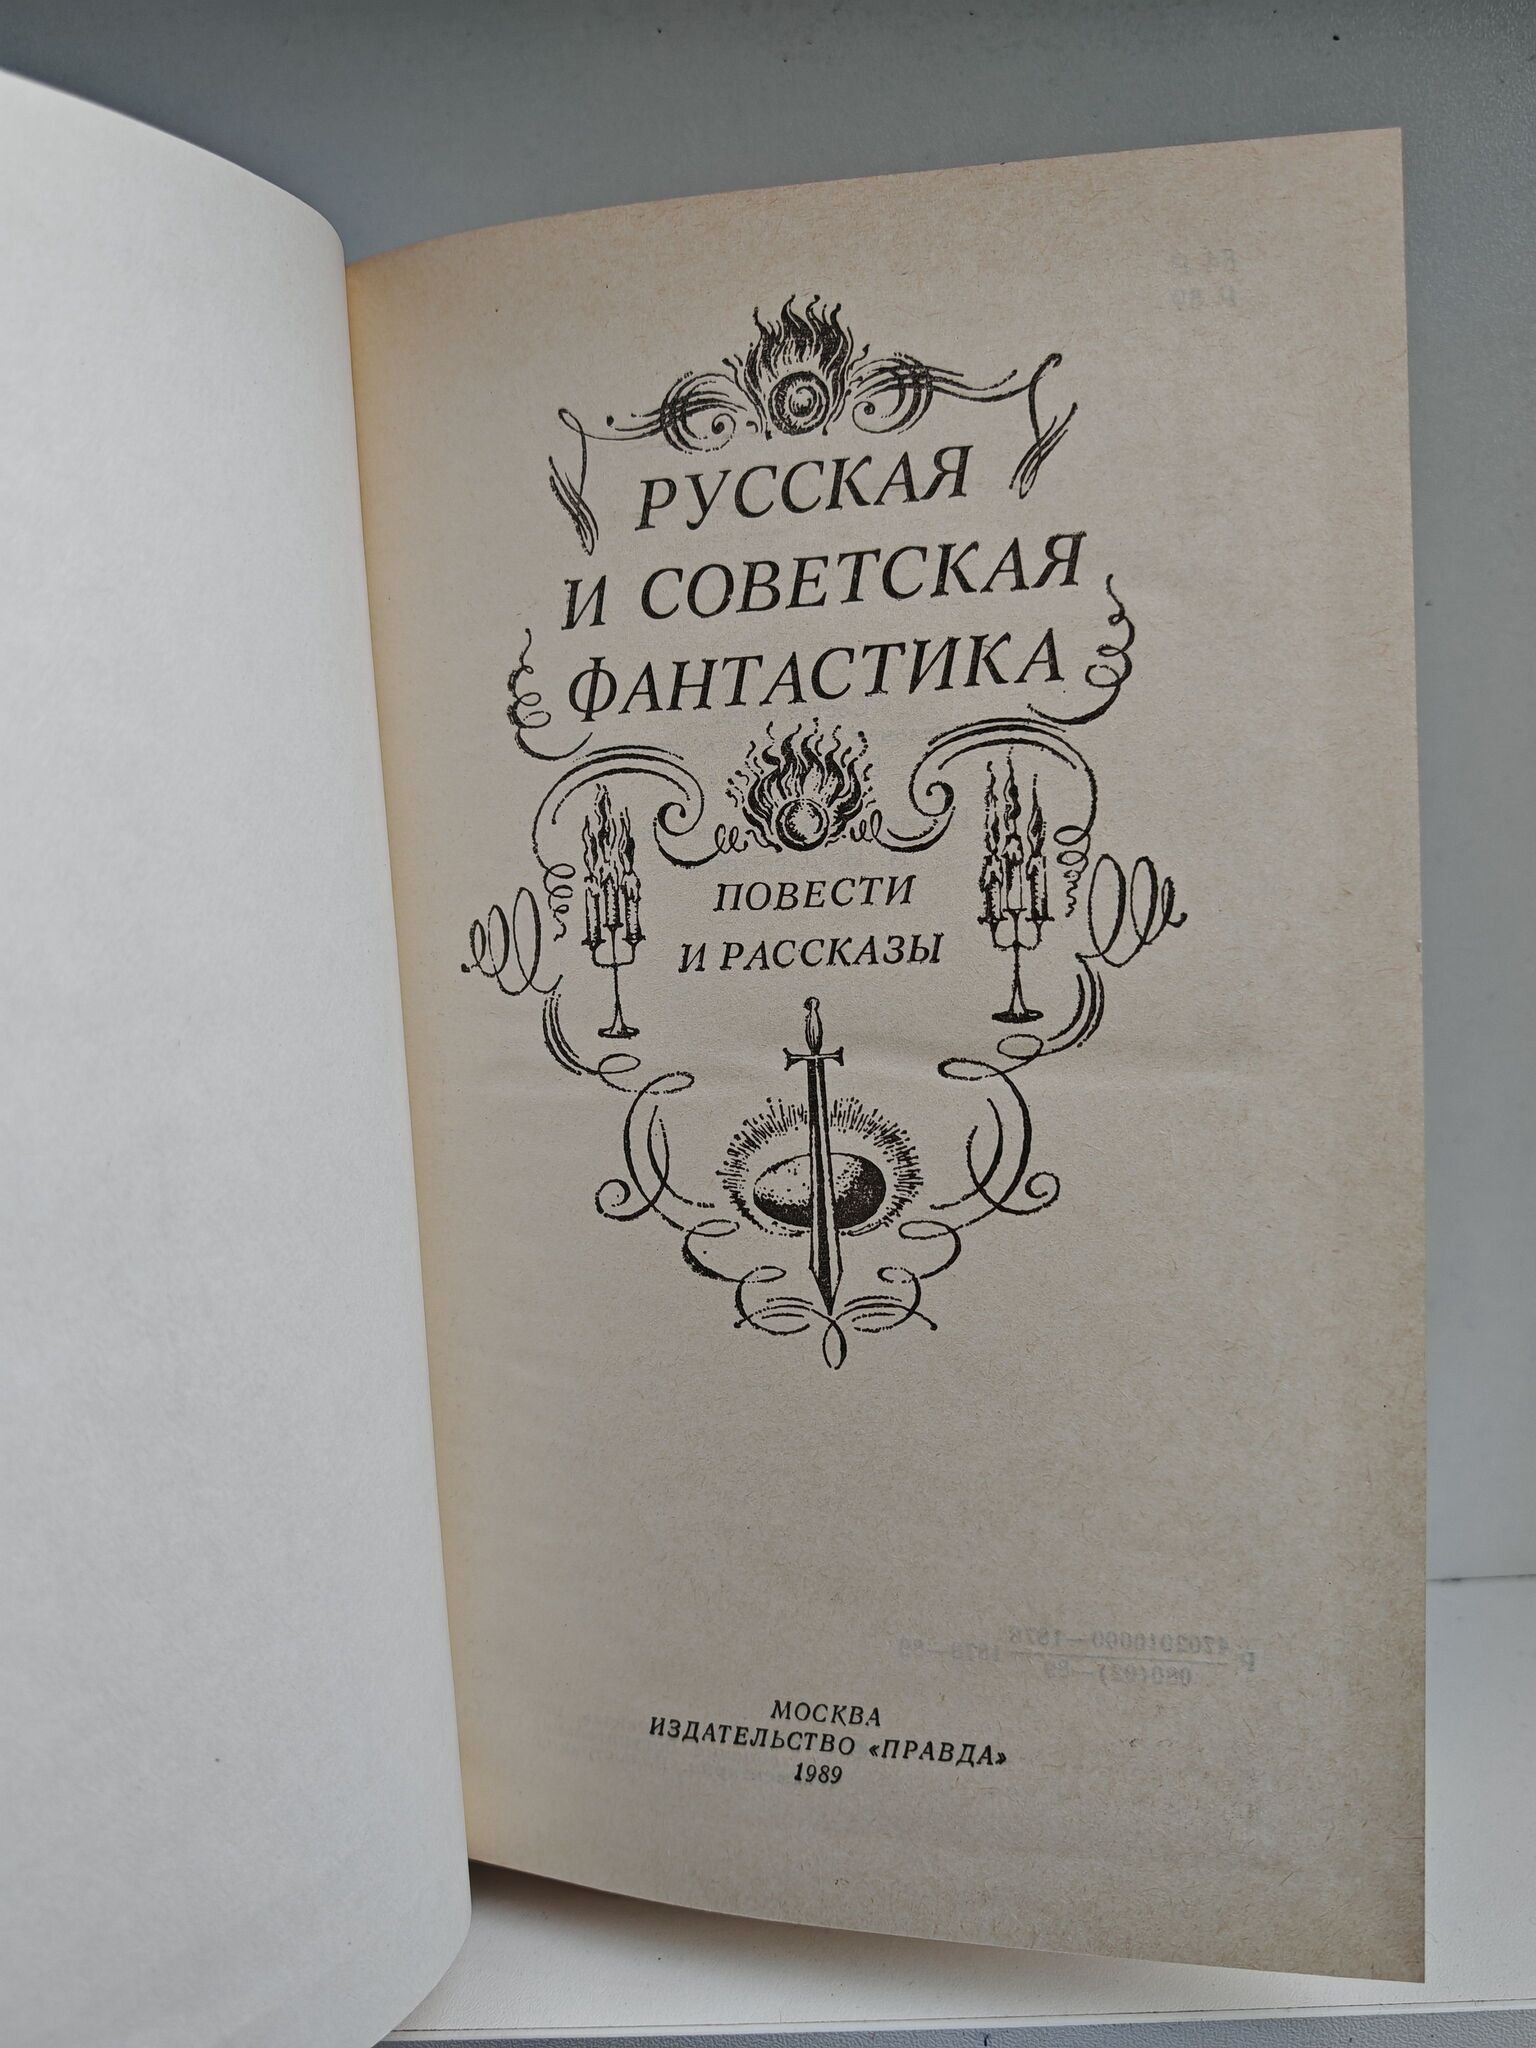 РУССКАЯ
И СОВЕТСКАЯ
ФАНТАСТИКА
ПОВЕСТИ
И РАССКАЗЫ
МОСКВА
ИЗДАТЕЛЬСТВО «ПРАВДА»
1989